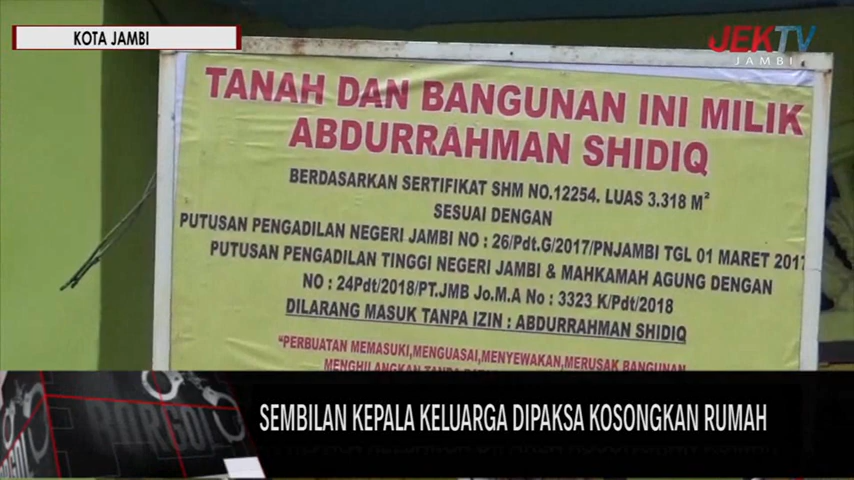 KOTA JAMBI
JEKTV
JAMBI
TANAH DAN BANGUNAN INI MILIK
ABDURRAHMAN SHIDIQ
BERDASARKAN SERTIFIKAT SHM NO.12254. LUAS 3.318 M²
SESUAI DENGAN
PUTUSAN PENGADILAN NEGERI JAMBI NO : 26/Pdt.G/2017/PNJAMBI TGL 01 MARET 2017
PUTUSAN PENGADILAN TINGGI NEGERI JAMBI & MAHKAMAH AGUNG DENGAN
NO : 24Pdt/2018/PT.JMB Jo.M.A No : 3323 K/Pdt/2018
DILARANG MASUK TANPA IZIN : ABDURRAHMAN SHIDIQ
"PERBUATAN MEMASUKI,MENGUASAI,MENYEWAKAN,MERUSAK BANGUNAN
MENGHILANGKAN TANDA
BORGOL
SEMBILAN KEPALA KELUARGA DIPAKSA KOSONGKAN RUMAH